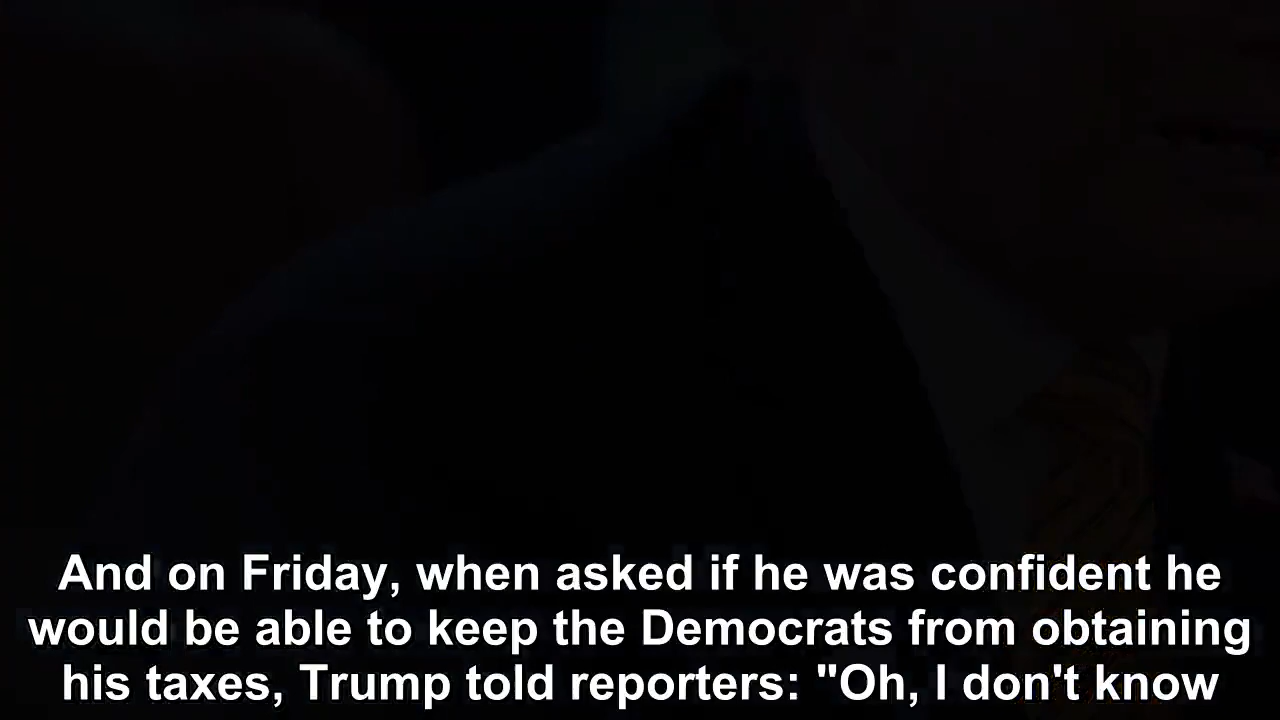 And on Friday, when asked if he was confident he
would be able to keep the Democrats from obtaining
his taxes, Trump told reporters: "Oh, I don't know